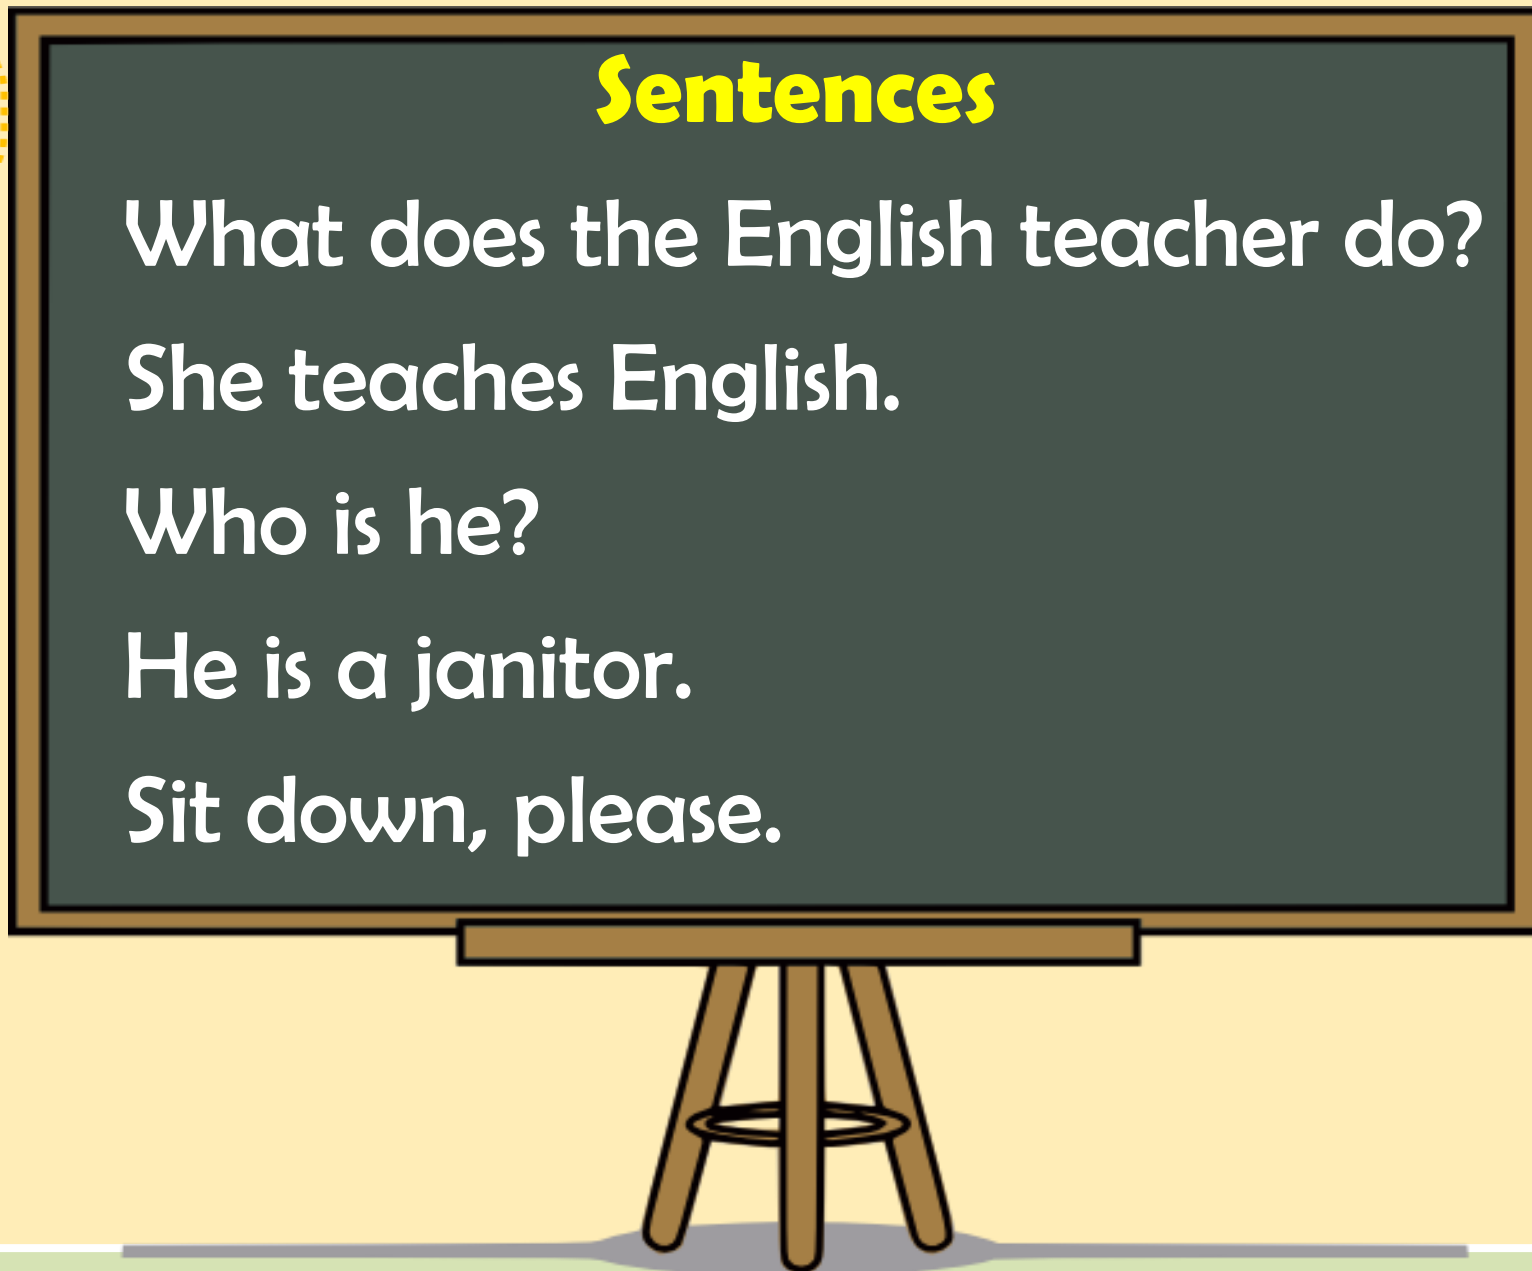 Sentences
What does the English teacher do?
She teaches English.
Who is he?
He is a janitor.
Sit down, please.